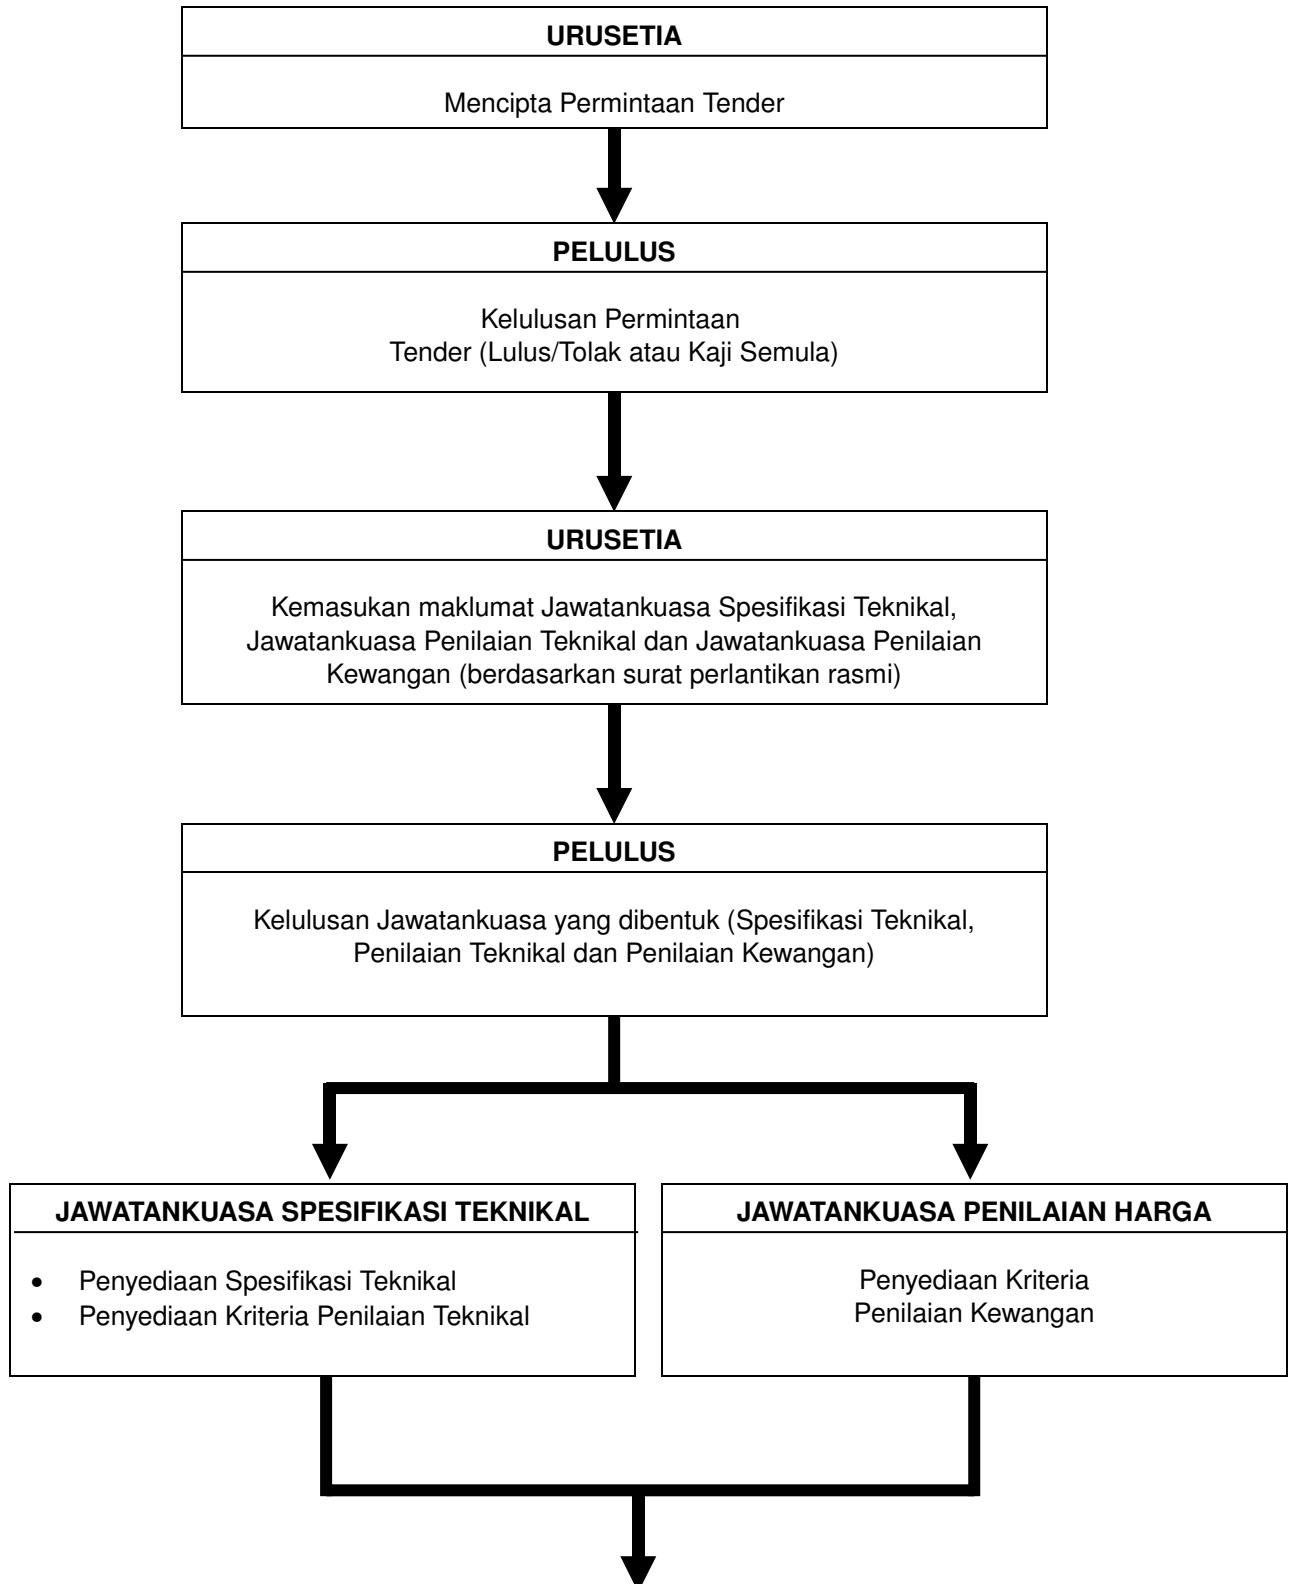 URUSETIA
Mencipta Permintaan Tender
PELULUS
Kelulusan Permintaan
Tender (Lulus/Tolak atau Kaji Semula)
URUSETIA
Kemasukan maklumat Jawatankuasa Spesifikasi Teknikal,
Jawatankuasa Penilaian Teknikal dan Jawatankuasa Penilaian
Kewangan (berdasarkan surat perlantikan rasmi)
PELULUS
Kelulusan Jawatankuasa yang dibentuk (Spesifikasi Teknikal,
Penilaian Teknikal dan Penilaian Kewangan)
JAWATANKUASA SPESIFIKASI TEKNIKAL
• Penyediaan Spesifikasi Teknikal
• Penyediaan Kriteria Penilaian Teknikal
JAWATANKUASA PENILAIAN HARGA
Penyediaan Kriteria
Penilaian Kewangan